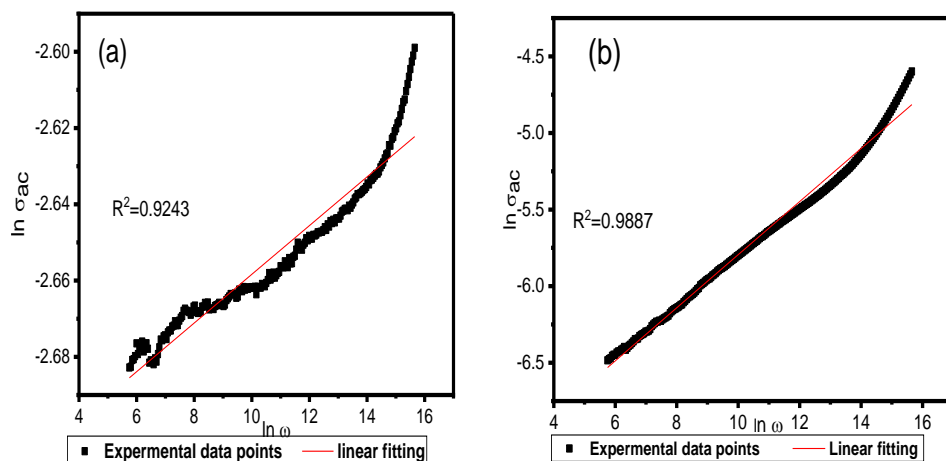 (a)
-2.60
-2.62
-2.64
-2.66
-2.68
ln σac
R²=0.9243
4 6 8 10 12 14 16
ln ω
Expermental data points linear fitting
(b)
-4.5
-5.0
-5.5
-6.0
-6.5
ln σac
R²=0.9887
4 6 8 10 12 14 16
ln ω
Expermental data points Linear fitting